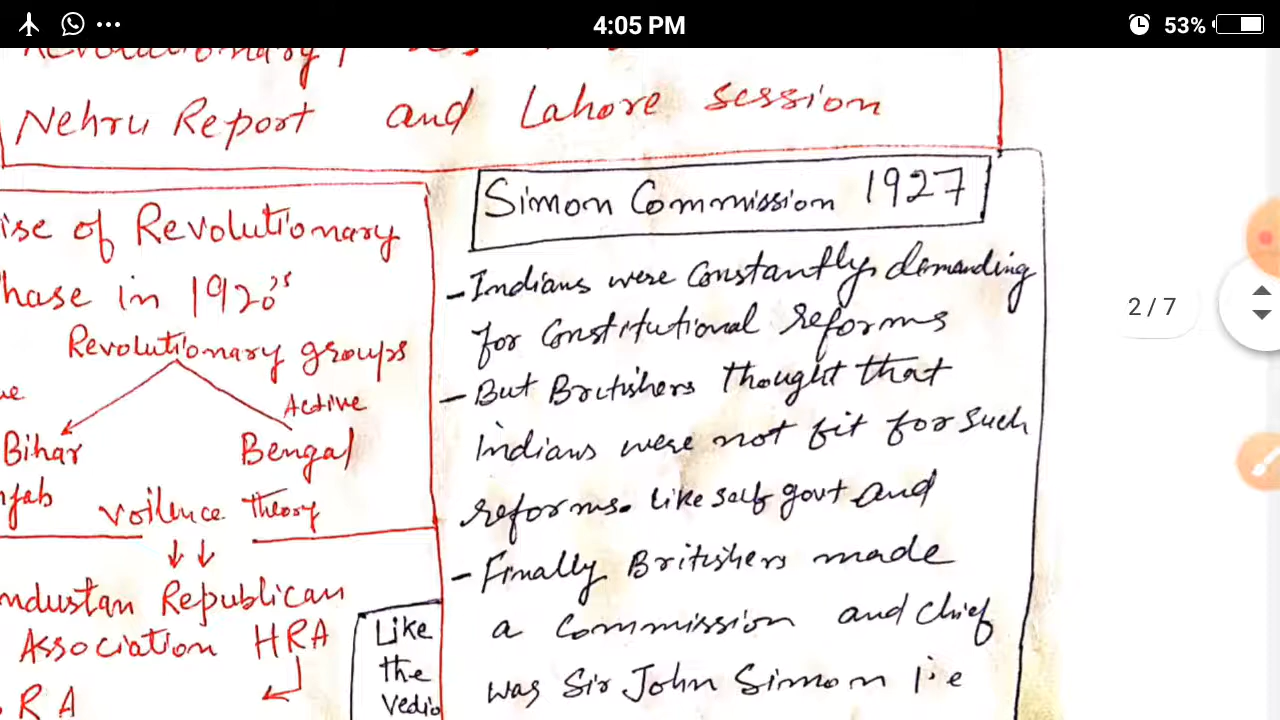 4:05 PM
53%
Nehru Report and Lahore session
ise of Revolutionary
hase in 1920's
Revolutionary groups
Active
Bihar
Bengal
njab
Voilence Theory
ndustan Republican
Association HRA
RA
Like
the
Vedio
Simon Commission 1927
- Indians were Constantly demanding
for Constitutional reforms
- But Britishers thought that
indians were not fit for such
reforms. like self govt and
- Finally Britishers made
a Commission and chief
was Sir John Simon i.e
2 / 7